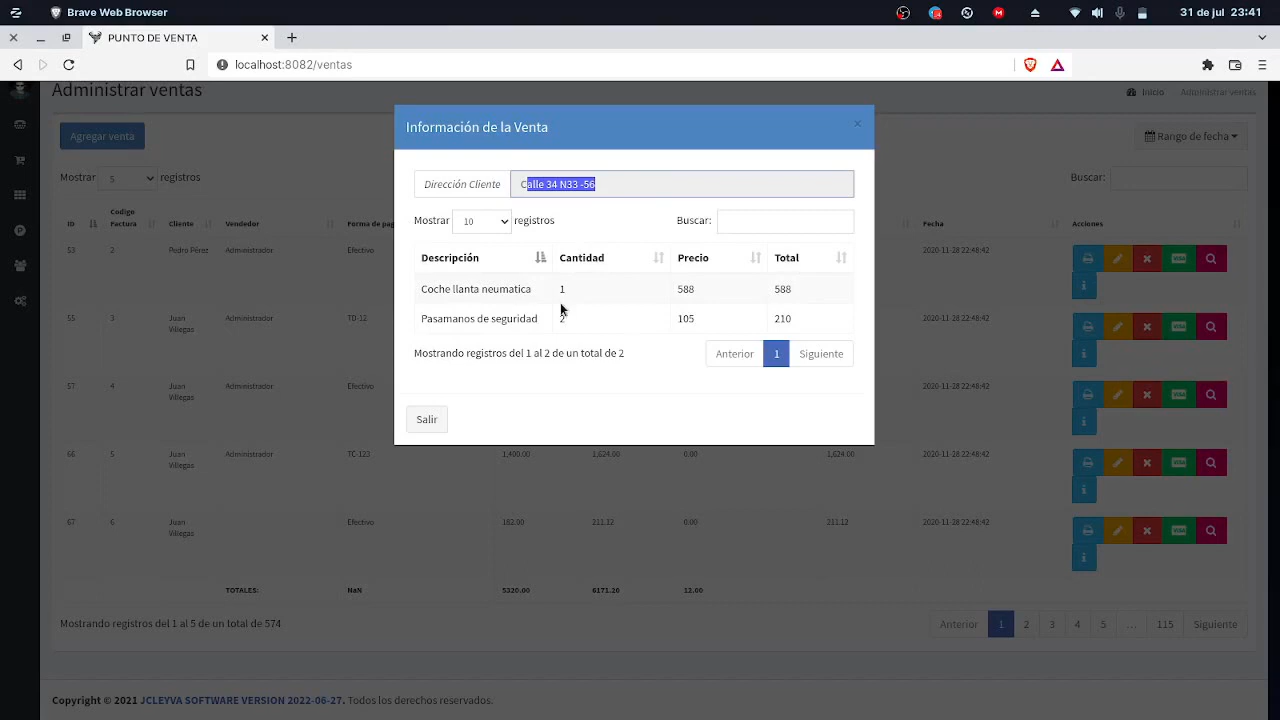 Brave Web Browser
31 de jul 23:41
PUNTO DE VENTA
localhost:8082/ventas
Administrar ventas
Inicio Administrar ventas
Agregar venta
Rango de fecha
Mostrar 5 registros
Buscar:
ID Codigo Factura Cliente Vendedor Forma de pag Fecha Acciones
53 2 Pedro Pérez Administrador Efectivo 2020-11-28 22:48:42
55 3 Juan Villegas Administrador TD-12 2020-11-28 22:48:42
57 4 Juan Villegas Administrador Efectivo 2020-11-28 22:48:42
66 5 Juan Villegas Administrador TC-123 1,400.00 1,624.00 0.00 1,624.00 2020-11-28 22:48:42
67 6 Juan Villegas Efectivo 182.00 211.12 0.00 211.12 2020-11-28 22:48:42
TOTALES: NaN 5320.00 6171.20 12.00
Mostrando registros del 1 al 5 de un total de 574
Anterior 1 2 3 4 5 … 115 Siguiente
Información de la Venta ×
Dirección Cliente Calle 34 N33 -56
Mostrar 10 registros Buscar:
Descripción Cantidad Precio Total
Coche llanta neumatica 1 588 588
Pasamanos de seguridad 2 105 210
Mostrando registros del 1 al 2 de un total de 2
Anterior 1 Siguiente
Salir
Copyright © 2021 JCLEYVA SOFTWARE VERSION 2022-06-27. Todos los derechos reservados.